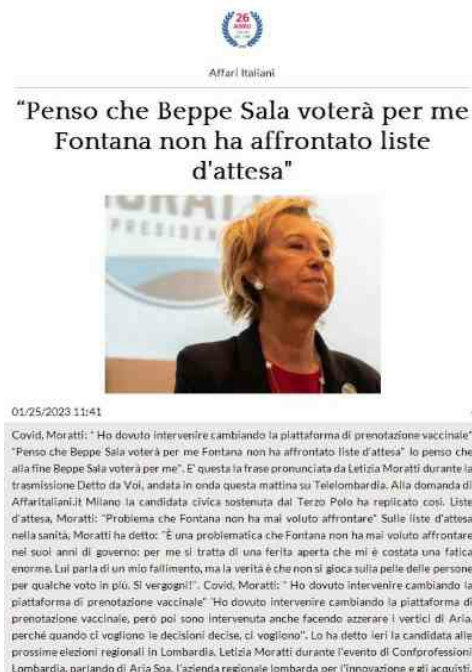 26
ANNI
Affari Italiani
“Penso che Beppe Sala voterà per me
Fontana non ha affrontato liste
d'attesa"
PRESIDEN
01/25/2023 11:41
Covid, Moratti: " Ho dovuto intervenire cambiando la piattaforma di prenotazione vaccinale"
"Penso che Beppe Sala voterà per me Fontana non ha affrontato liste d'attesa" Io penso che
alla fine Beppe Sala voterà per me". E' questa la frase pronunciata da Letizia Moratti durante la
trasmissione Detto da Voi, andata in onda questa mattina su Telelombardia. Alla domanda di
Affaritaliani.it Milano la candidata civica sostenuta dal Terzo Polo ha replicato così. Liste
d'attesa, Moratti: "Problema che Fontana non ha mai voluto affrontare" Sulle liste d'attesa
nella sanità, Moratti ha detto: "È una problematica che Fontana non ha mai voluto affrontare
nei suoi anni di governo: per me si tratta di una ferita aperta che mi è costata una fatica
enorme. Lui parla di un mio fallimento, ma la verità è che non si gioca sulla pelle delle persone
per qualche voto in più. Si vergogni!". Covid, Moratti: " Ho dovuto intervenire cambiando la
piattaforma di prenotazione vaccinale" 'Ho dovuto intervenire cambiando la piattaforma di
prenotazione vaccinale, però poi sono intervenuta anche facendo azzerare i vertici di Aria,
perché quando ci vogliono le decisioni decise, ci vogliono". Lo ha detto ieri la candidata alle
prossime elezioni regionali in Lombardia, Letizia Moratti durante l'evento di Confprofessioni
Lombardia, parlando di Aria Spa, l'azienda regionale lombarda per l'innovazione e gli acquisti.